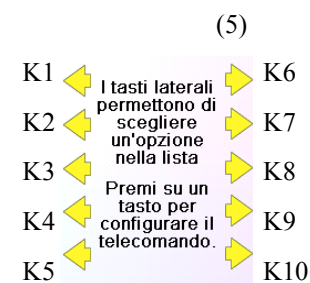 (5)
K1
K2
K3
K4
K5
I tasti laterali
permettono di
scegliere
un'opzione
nella lista
Premi su un
tasto per
configurare il
telecomando.
K6
K7
K8
K9
K10